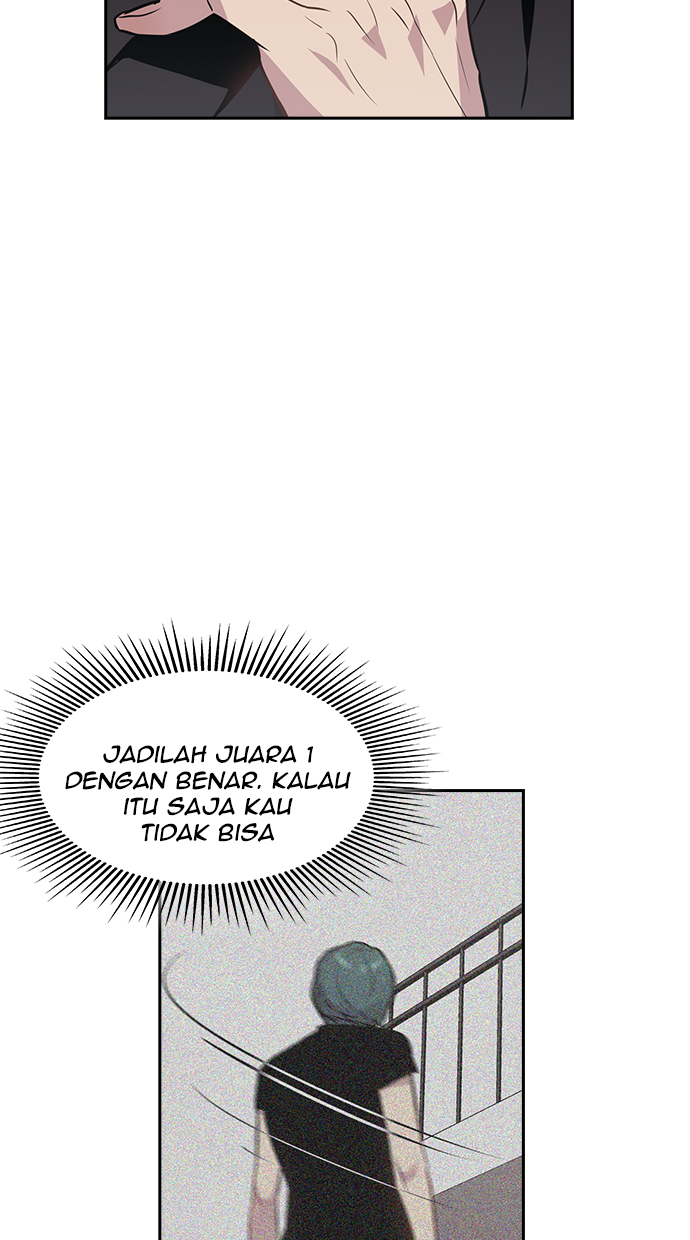 JADILAH JUARA 1
DENGAN BENAR. KALAU
ITU SAJA KAU
TIDAK BISA